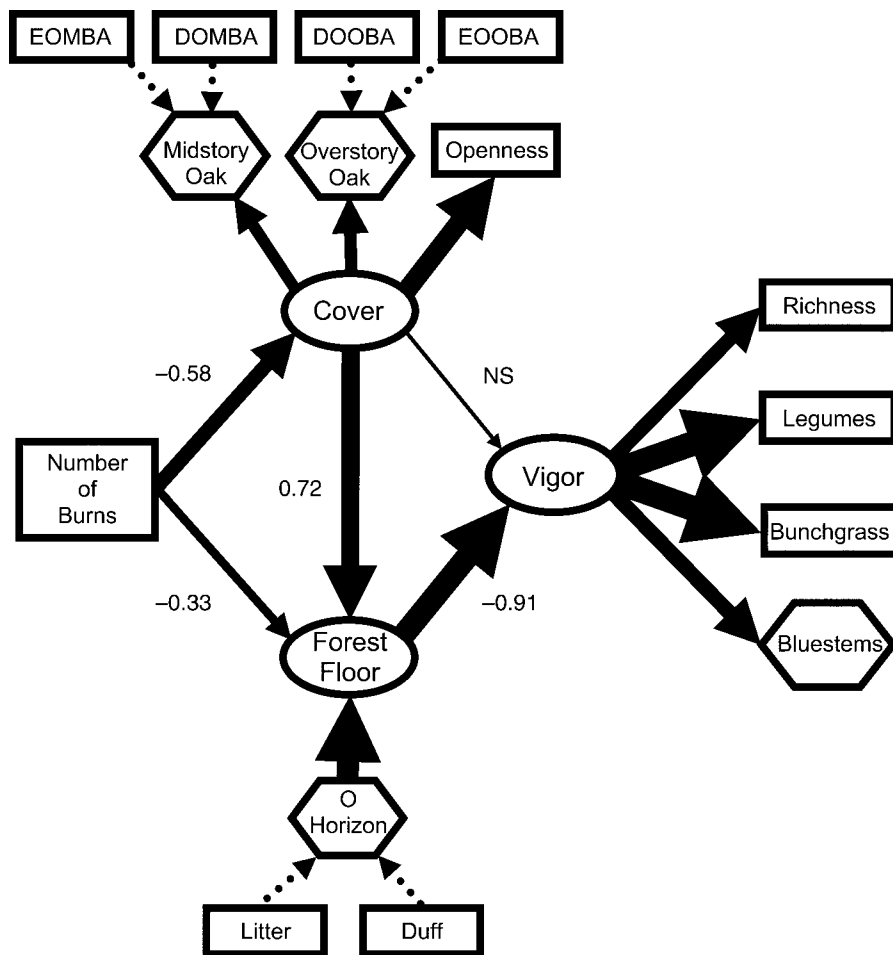 EOMBA
DOMBA
DOOBA
EOOBA
Midstory
Oak
Overstory
Oak
Openness
Cover
Richness
–0.58
NS
Legumes
Number
of
Burns
0.72
Vigor
Bunchgrass
–0.33
–0.91
Forest
Floor
Bluestems
O
Horizon
Litter
Duff